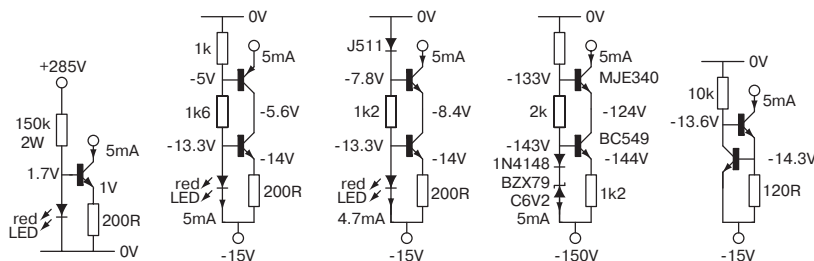 +285V
150k
2W
5mA
1.7V
1V
red
LED
200R
0V
0V
1k
5mA
-5V
1k6
-5.6V
-13.3V
-14V
red
LED
200R
5mA
-15V
0V
J511
5mA
-7.8V
1k2
-8.4V
-13.3V
-14V
red
LED
200R
4.7mA
-15V
0V
5mA
-133V
MJE340
2k
-124V
-143V
BC549
1N4148
-144V
BZX79
C6V2
1k2
5mA
-150V
0V
10k
5mA
-13.6V
-14.3V
120R
-15V